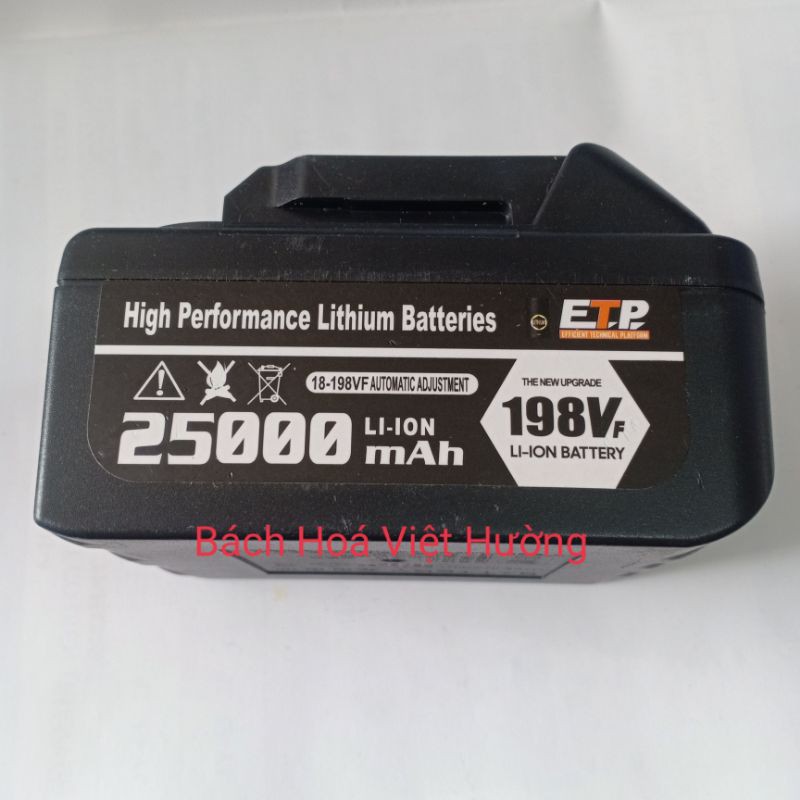 High Performance Lithium Batteries
E.T.P.
EFFICIENT TECHNICAL PLATFORM
18-198VF AUTOMATIC ADJUSTMENT
25000 LI-ION mAh
THE NEW UPGRADE
198VF
LI-ION BATTERY
Bách Hoá Việt Hường